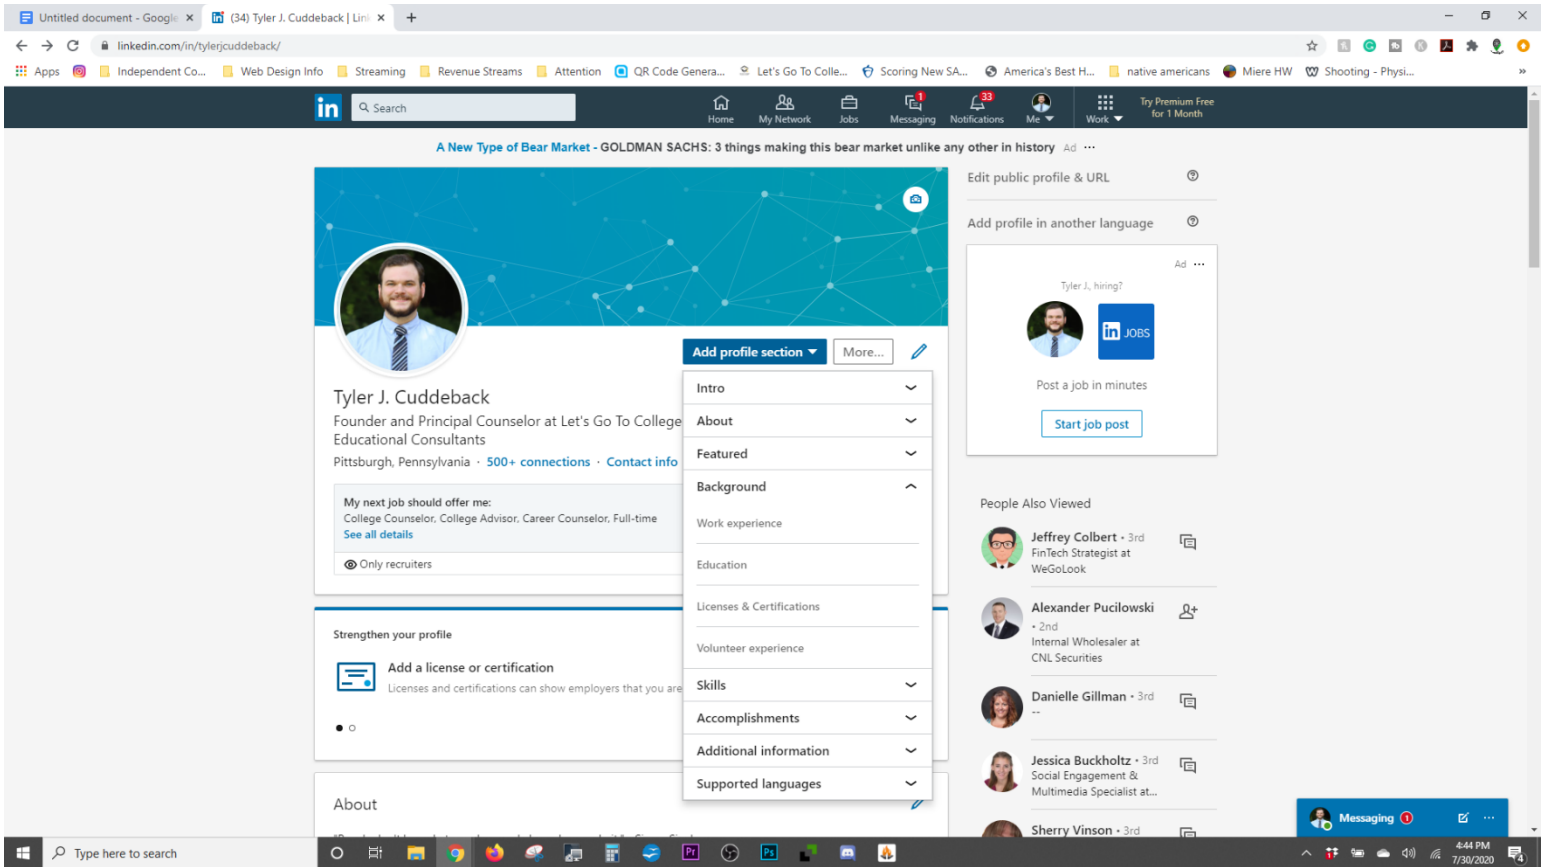 Untitled document - Google
(34) Tyler J. Cuddeback | Link
linkedin.com/in/tylerjcuddeback/
Apps
Independent Co...
Web Design Info
Streaming
Revenue Streams
Attention
QR Code Genera...
Let's Go To Colle...
Scoring New SA...
America's Best H...
native americans
Miere HW
Shooting - Physi...
»
in
Search
Home
My Network
Jobs
1
Messaging
33
Notifications
Me
Work
Try Premium Free
for 1 Month
A New Type of Bear Market - GOLDMAN SACHS: 3 things making this bear market unlike any other in history Ad ...
Edit public profile & URL
Add profile in another language
Ad ...
Tyler J., hiring?
in JOBS
Post a job in minutes
Start job post
Add profile section
More...
Tyler J. Cuddeback
Founder and Principal Counselor at Let's Go To College
Educational Consultants
Pittsburgh, Pennsylvania · 500+ connections · Contact info
My next job should offer me:
College Counselor, College Advisor, Career Counselor, Full-time
See all details
Only recruiters
Intro
About
Featured
Background
Work experience
Education
Licenses & Certifications
Volunteer experience
Skills
Accomplishments
Additional information
Supported languages
Strengthen your profile
Add a license or certification
Licenses and certifications can show employers that you are
About
People Also Viewed
Jeffrey Colbert • 3rd
FinTech Strategist at
WeGoLook
Alexander Pucilowski
• 2nd
Internal Wholesaler at
CNL Securities
Danielle Gillman • 3rd
--
Jessica Buckholtz • 3rd
Social Engagement &
Multimedia Specialist at...
Sherry Vinson • 3rd
Messaging 1 ...
Type here to search
Pr
Ps
4:44 PM
7/30/2020